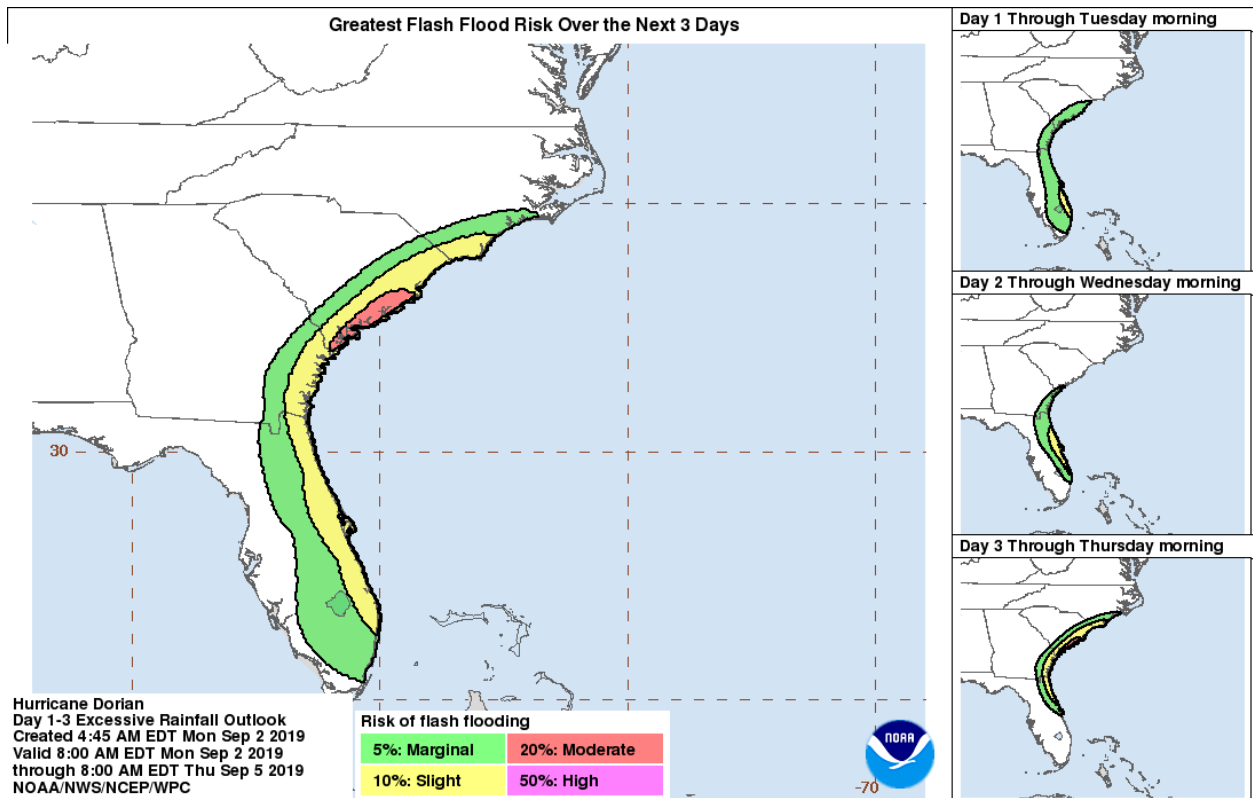 Greatest Flash Flood Risk Over the Next 3 Days
30
-70
Hurricane Dorian
Day 1-3 Excessive Rainfall Outlook
Created 4:45 AM EDT Mon Sep 2 2019
Valid 8:00 AM EDT Mon Sep 2 2019
through 8:00 AM EDT Thu Sep 5 2019
NOAA/NWS/NCEP/WPC
Risk of flash flooding
5%: Marginal
20%: Moderate
10%: Slight
50%: High
NOAA
Day 1 Through Tuesday morning
Day 2 Through Wednesday morning
Day 3 Through Thursday morning